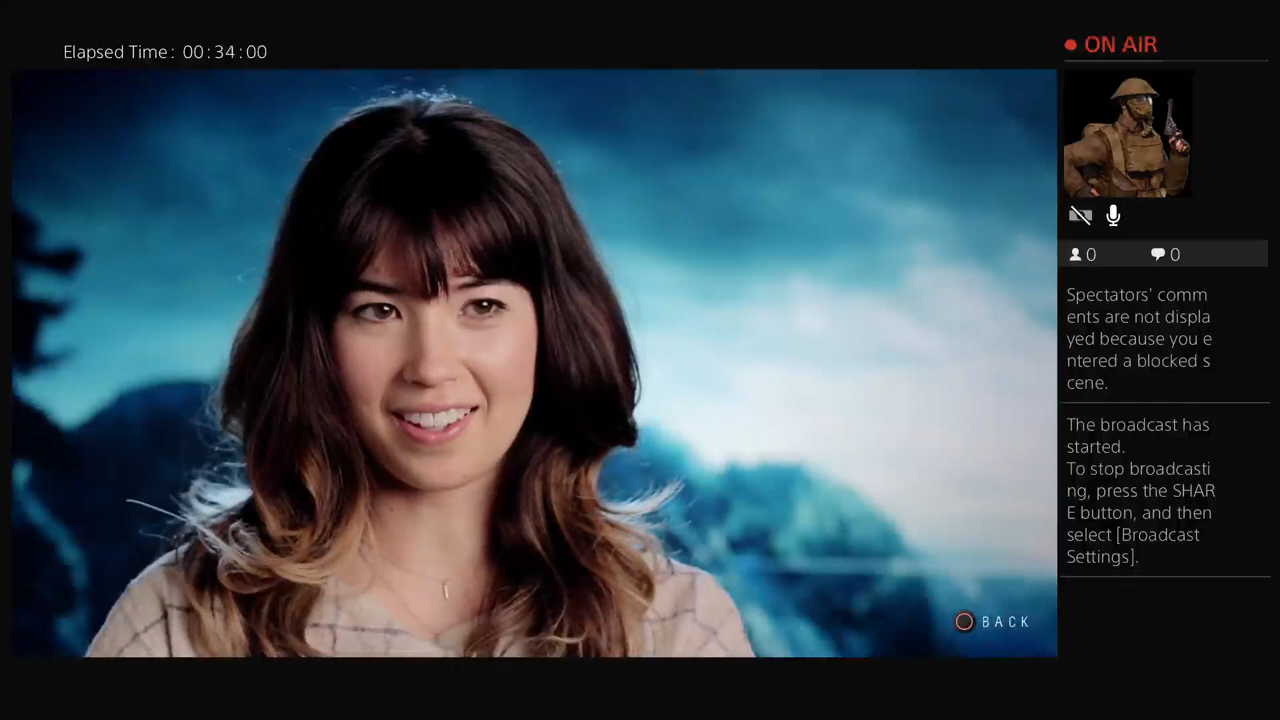 Elapsed Time: 00:34:00
ON AIR
0 0
Spectators' comm
ents are not displa
yed because you e
ntered a blocked s
cene.
The broadcast has
started.
To stop broadcasti
ng, press the SHAR
E button, and then
select [Broadcast
Settings].
BACK